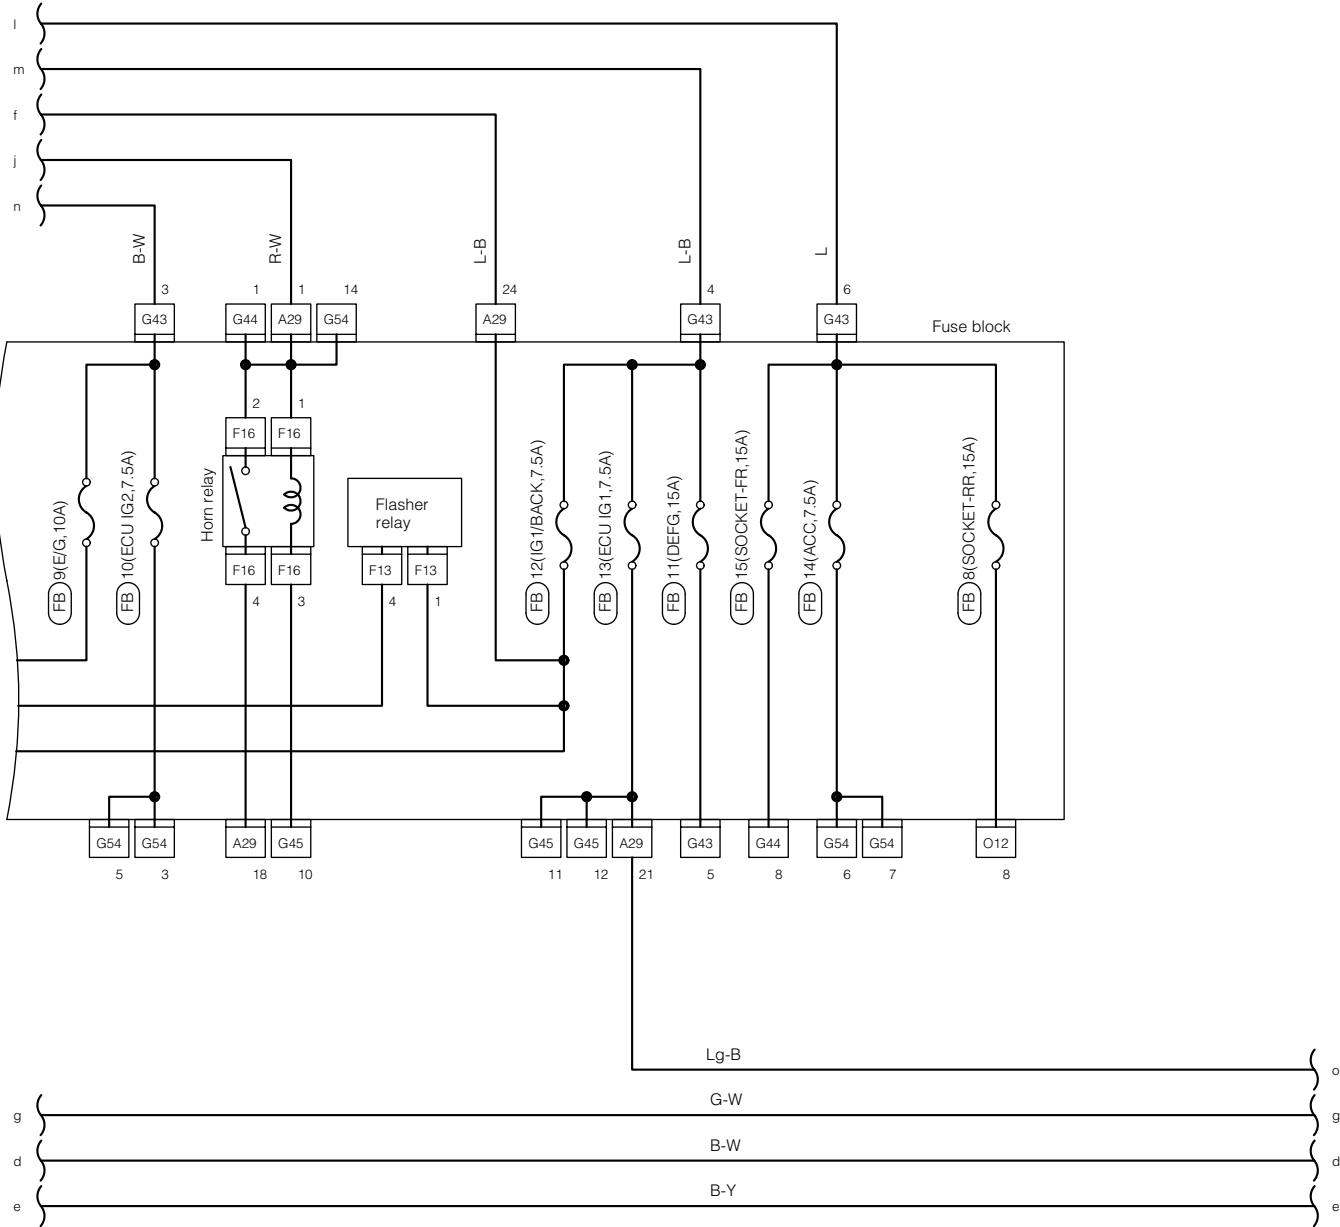 l
m
f
j
n
B-W
R-W
L-B
L-B
L
3
1
1
14
24
4
6
G43
G44
A29
G54
A29
G43
G43
Fuse block
2
1
F16
F16
Horn relay
Flasher
relay
F16
F16
F13
F13
4
3
4
1
FB 9(E/G,10A)
FB 10(ECU IG2,7.5A)
FB 12(IG1/BACK,7.5A)
FB 13(ECU IG1,7.5A)
FB 11(DEFG,15A)
FB 15(SOCKET-FR,15A)
FB 14(ACC,7.5A)
FB 8(SOCKET-RR,15A)
G54
G54
A29
G45
G45
G45
A29
G43
G44
G54
G54
O12
5
3
18
10
11
12
21
5
8
6
7
8
Lg-B
o
g
G-W
g
d
B-W
d
e
B-Y
e